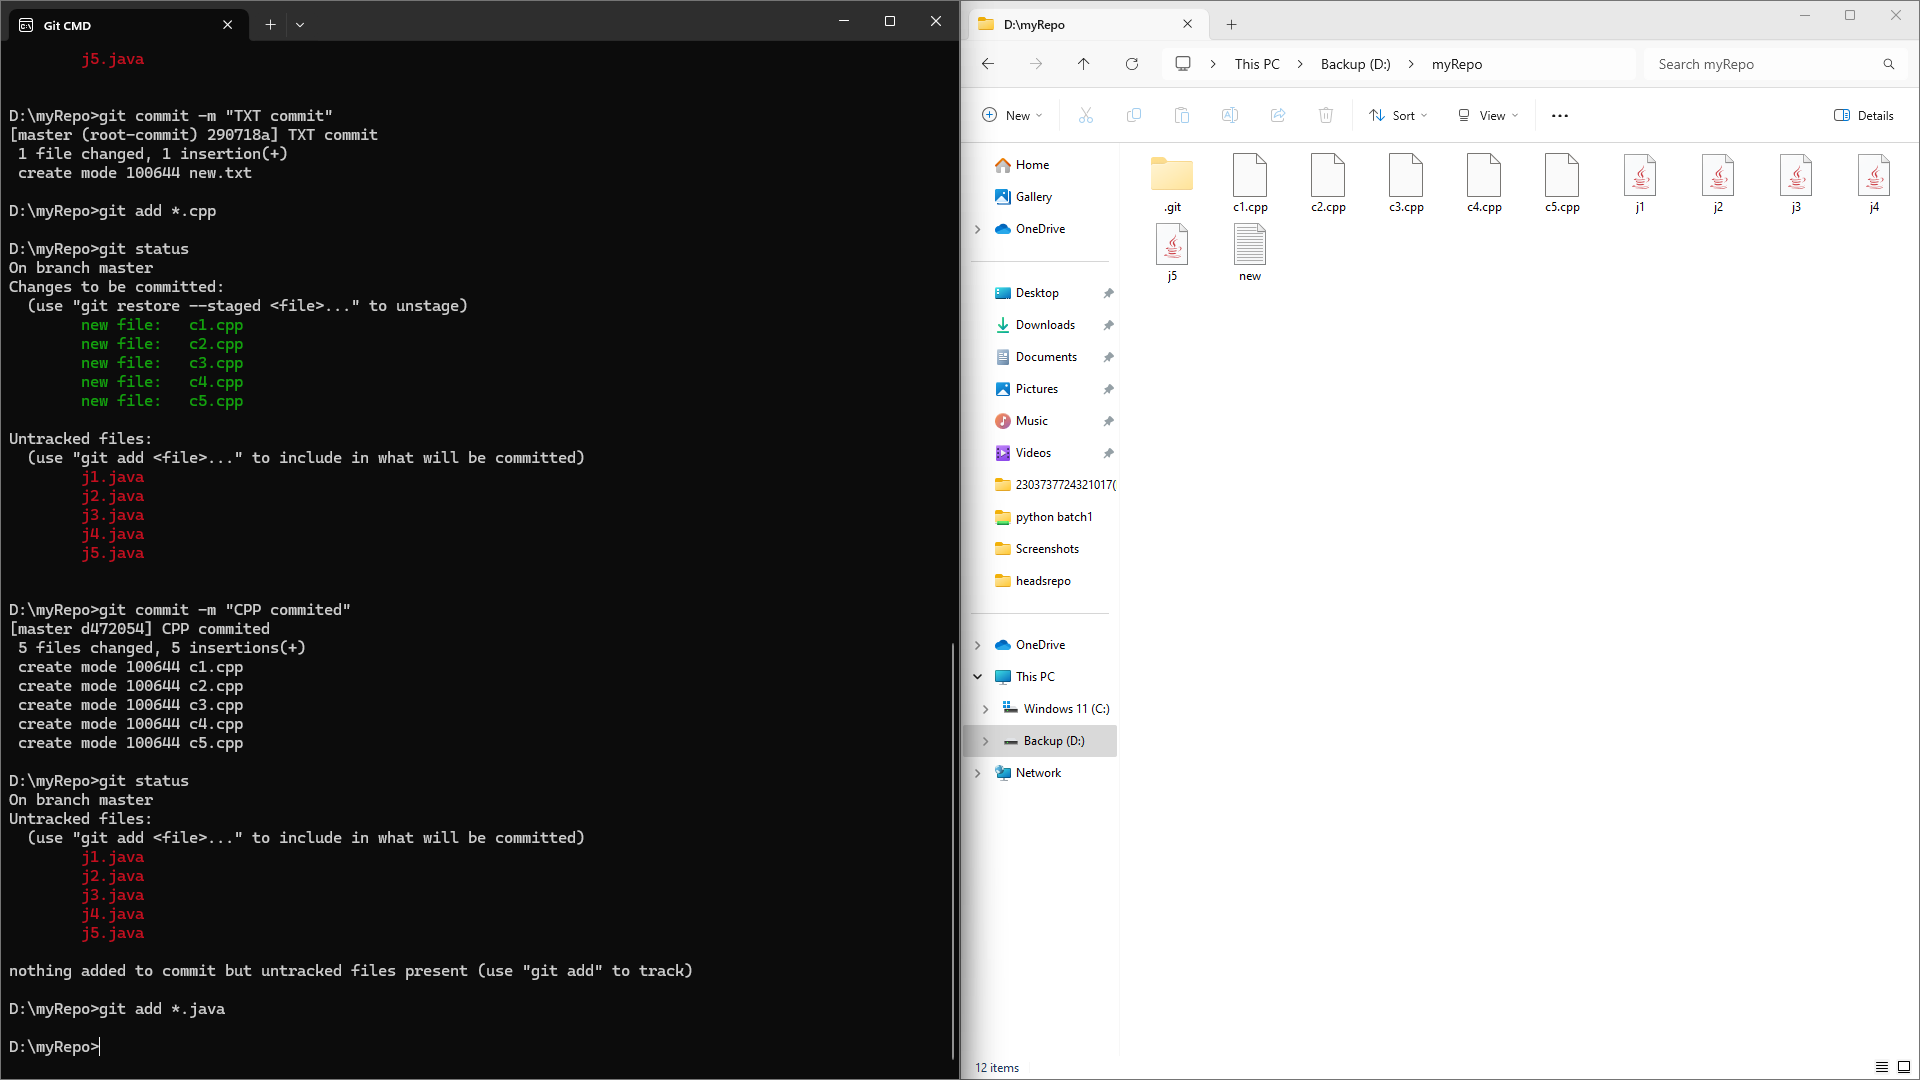 Git CMD
j5.java
D:\myRepo>git commit -m "TXT commit"
[master (root-commit) 290718a] TXT commit
1 file changed, 1 insertion(+)
create mode 100644 new.txt
D:\myRepo>git add *.cpp
D:\myRepo>git status
On branch master
Changes to be committed:
(use "git restore --staged <file>..." to unstage)
new file:   c1.cpp
new file:   c2.cpp
new file:   c3.cpp
new file:   c4.cpp
new file:   c5.cpp
Untracked files:
(use "git add <file>..." to include in what will be committed)
j1.java
j2.java
j3.java
j4.java
j5.java
D:\myRepo>git commit -m "CPP commited"
[master d472054] CPP commited
5 files changed, 5 insertions(+)
create mode 100644 c1.cpp
create mode 100644 c2.cpp
create mode 100644 c3.cpp
create mode 100644 c4.cpp
create mode 100644 c5.cpp
D:\myRepo>git status
On branch master
Untracked files:
(use "git add <file>..." to include in what will be committed)
j1.java
j2.java
j3.java
j4.java
j5.java
nothing added to commit but untracked files present (use "git add" to track)
D:\myRepo>git add *.java
D:\myRepo>
D:\myRepo
This PC > Backup (D:) > myRepo
Search myRepo
New
Sort
View
Details
Home
Gallery
OneDrive
Desktop
Downloads
Documents
Pictures
Music
Videos
2303737724321017(
python batch1
Screenshots
headsrepo
OneDrive
This PC
Windows 11 (C:)
Backup (D:)
Network
.git c1.cpp c2.cpp c3.cpp c4.cpp c5.cpp j1 j2 j3 j4
j5 new
12 items